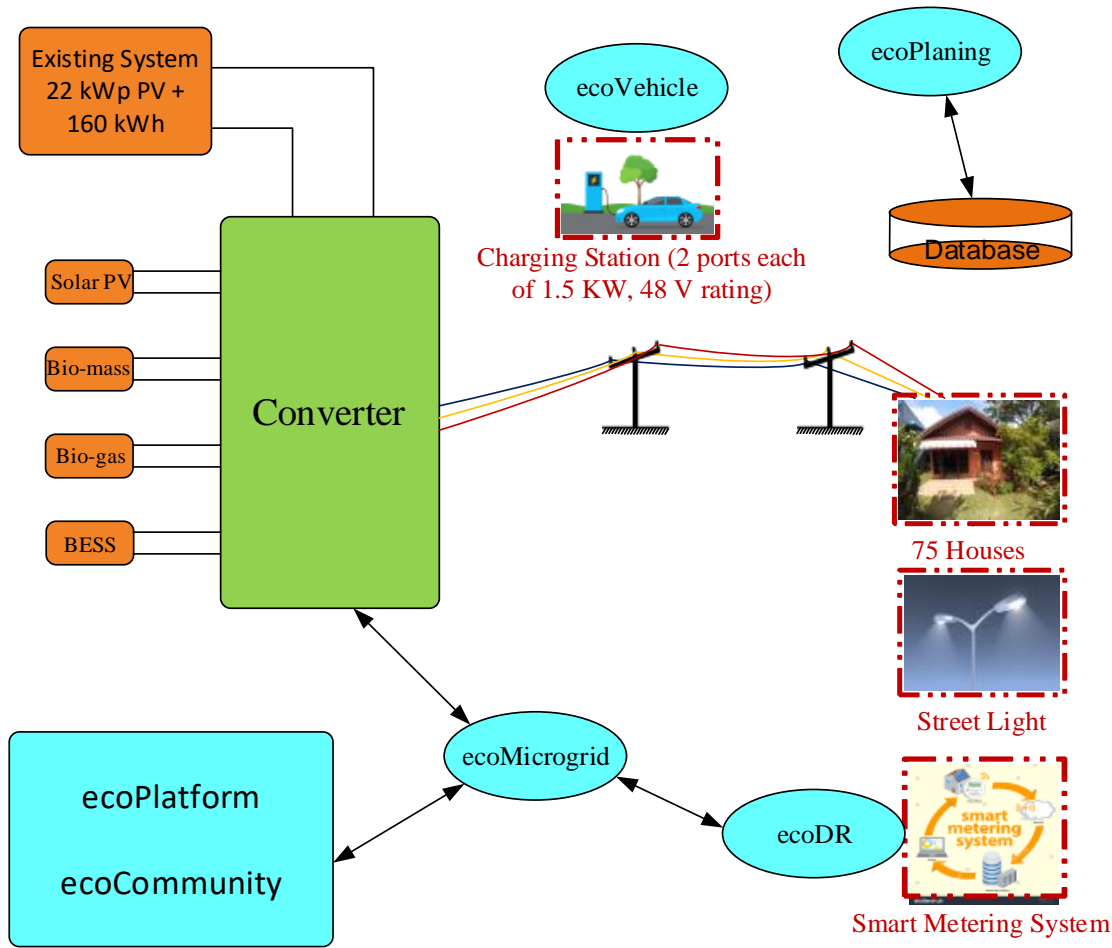 Existing System
22 kWp PV +
160 kWh
ecoVehicle
ecoPlaning
Database
Charging Station (2 ports each
of 1.5 KW, 48 V rating)
Solar PV
Bio-mass
Bio-gas
BESS
Converter
75 Houses
Street Light
ecoMicrogrid
ecoPlatform
ecoCommunity
ecoDR
smart
metering
system
Smart Metering System